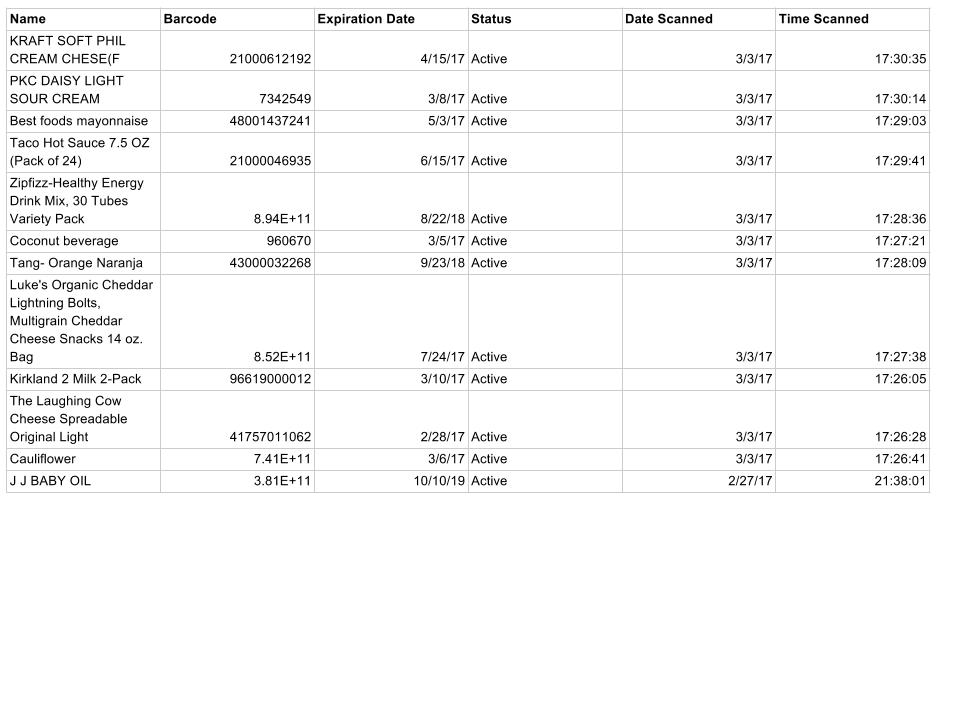 Name Barcode Expiration Date Status Date Scanned Time Scanned
KRAFT SOFT PHIL
CREAM CHESE(F 21000612192 4/15/17 Active 3/3/17 17:30:35
PKC DAISY LIGHT
SOUR CREAM 7342549 3/8/17 Active 3/3/17 17:30:14
Best foods mayonnaise 48001437241 5/3/17 Active 3/3/17 17:29:03
Taco Hot Sauce 7.5 OZ
(Pack of 24) 21000046935 6/15/17 Active 3/3/17 17:29:41
Zipfizz-Healthy Energy
Drink Mix, 30 Tubes
Variety Pack 8.94E+11 8/22/18 Active 3/3/17 17:28:36
Coconut beverage 960670 3/5/17 Active 3/3/17 17:27:21
Tang- Orange Naranja 43000032268 9/23/18 Active 3/3/17 17:28:09
Luke's Organic Cheddar
Lightning Bolts,
Multigrain Cheddar
Cheese Snacks 14 oz.
Bag 8.52E+11 7/24/17 Active 3/3/17 17:27:38
Kirkland 2 Milk 2-Pack 96619000012 3/10/17 Active 3/3/17 17:26:05
The Laughing Cow
Cheese Spreadable
Original Light 41757011062 2/28/17 Active 3/3/17 17:26:28
Cauliflower 7.41E+11 3/6/17 Active 3/3/17 17:26:41
J J BABY OIL 3.81E+11 10/10/19 Active 2/27/17 21:38:01